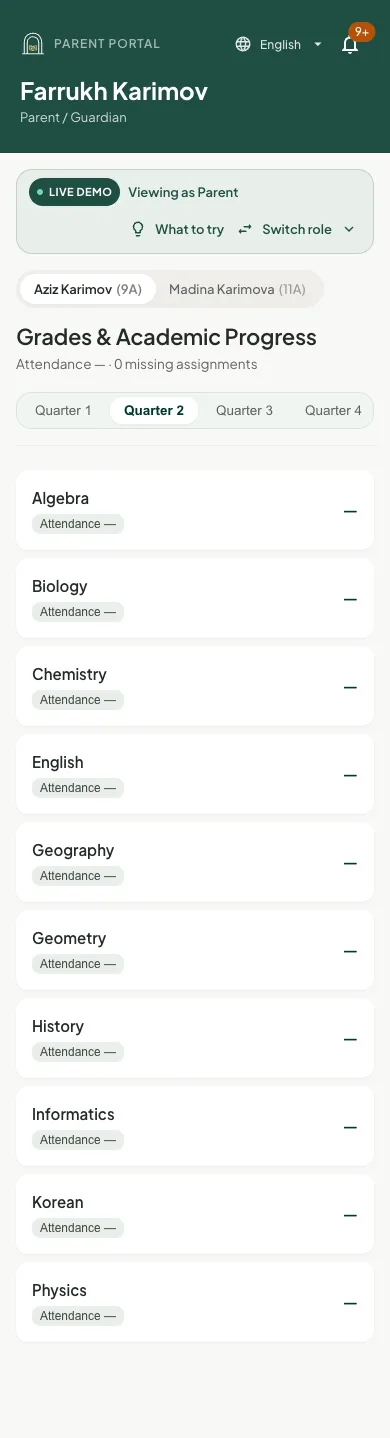 PARENT PORTAL
English
9+
Farrukh Karimov
Parent / Guardian
LIVE DEMO
Viewing as Parent
What to try
Switch role
Aziz Karimov (9A)
Madina Karimova (11A)
Grades & Academic Progress
Attendance — · 0 missing assignments
Quarter 1
Quarter 2
Quarter 3
Quarter 4
Algebra
Attendance —
—
Biology
Attendance —
—
Chemistry
Attendance —
—
English
Attendance —
—
Geography
Attendance —
—
Geometry
Attendance —
—
History
Attendance —
—
Informatics
Attendance —
—
Korean
Attendance —
—
Physics
Attendance —
—